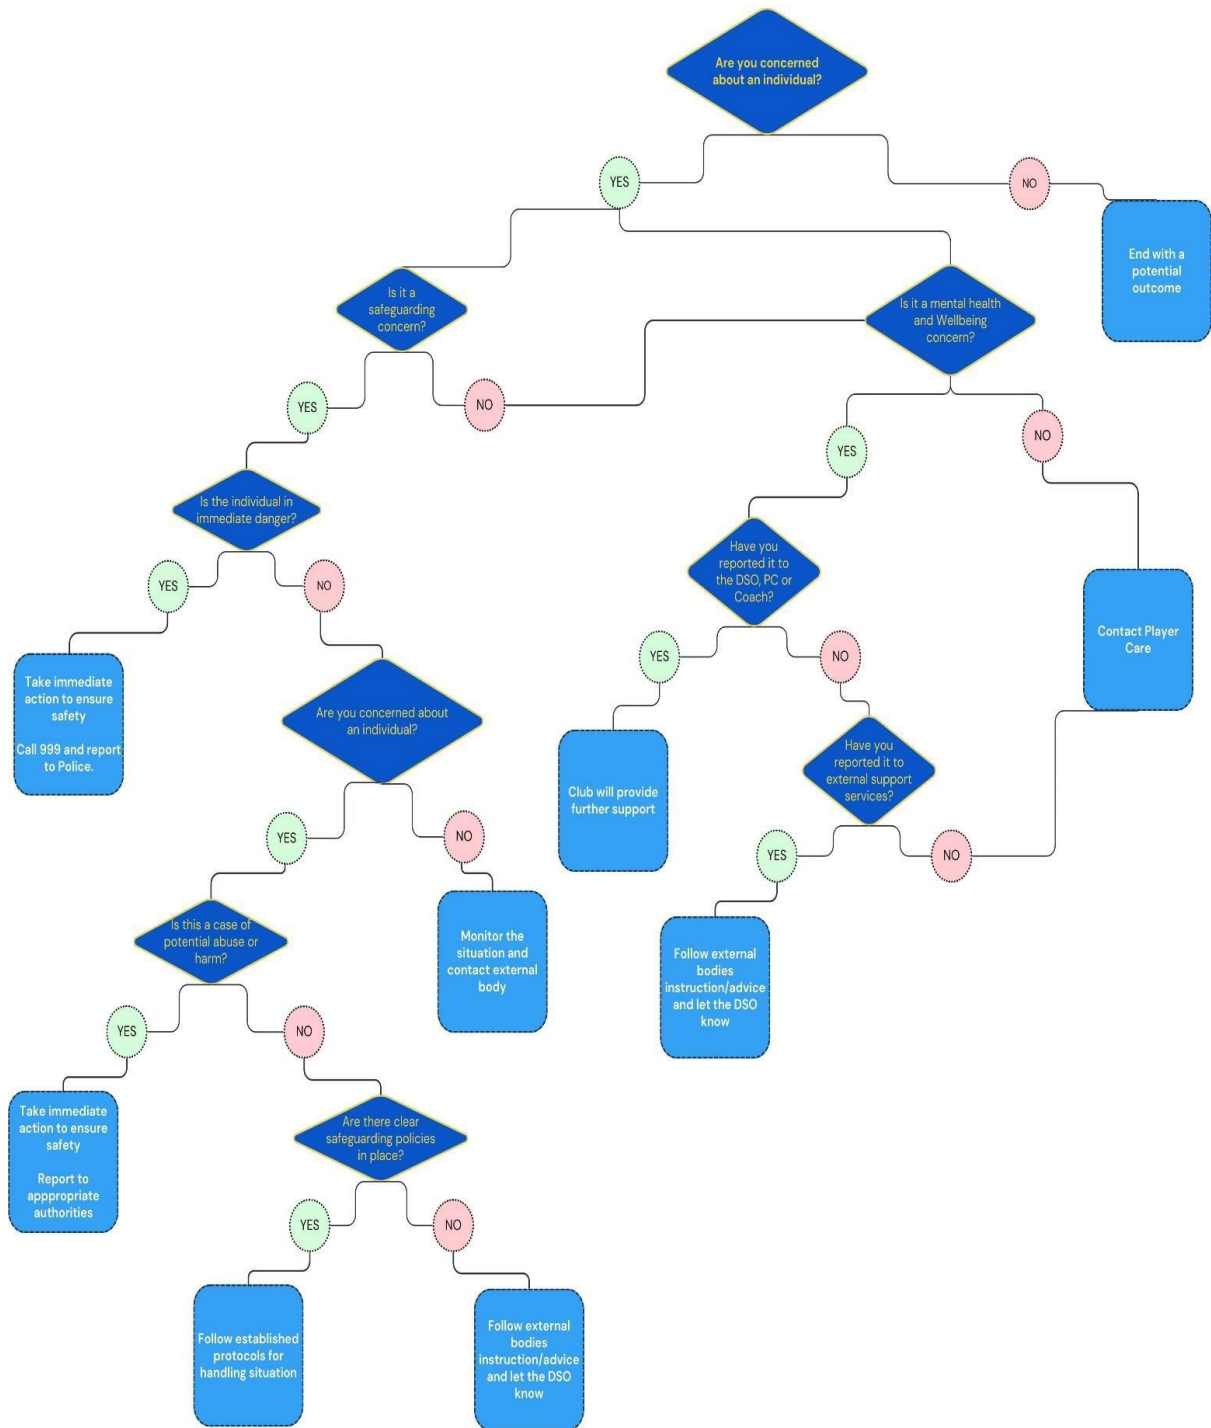 Are you concerned
about an individual?
YES
NO
End with a
potential
outcome
Is it a
safeguarding
concern?
Is it a mental health
and Wellbeing
concern?
YES
NO
YES
NO
Is the individual in
immediate danger?
Have you
reported it to
the DSO, PC or
Coach?
YES
NO
Contact Player
Care
YES
NO
Take immediate
action to ensure
safety
Call 999 and report
to Police.
Are you concerned about
an individual?
Have you
reported it to
external support
services?
Club will provide
further support
YES
NO
YES
NO
Is this a case of
potential abuse or
harm?
Monitor the
situation and
contact external
body
Follow external
bodies
instruction/advice
and let the DSO
know
YES
NO
Take immediate
action to ensure
safety
Report to
apppropriate
authorities
Are there clear
safeguarding policies
in place?
YES
NO
Follow established
protocols for
handling situation
Follow external
bodies
instruction/advice
and let the DSO
know